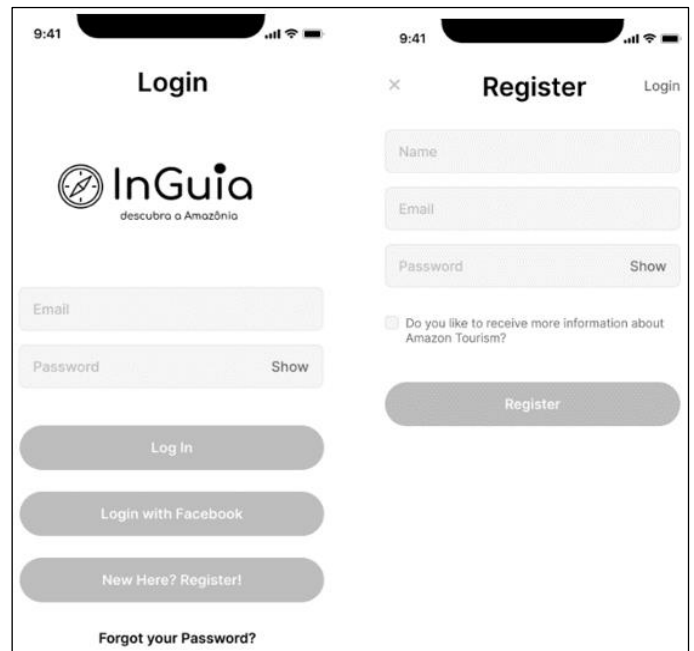 9:41
Login
InGuia
descubra a Amazônia
Email
Password Show
Log In
Login with Facebook
New Here? Register!
Forgot your Password?
9:41
× Register Login
Name
Email
Password Show
Do you like to receive more information about
Amazon Tourism?
Register